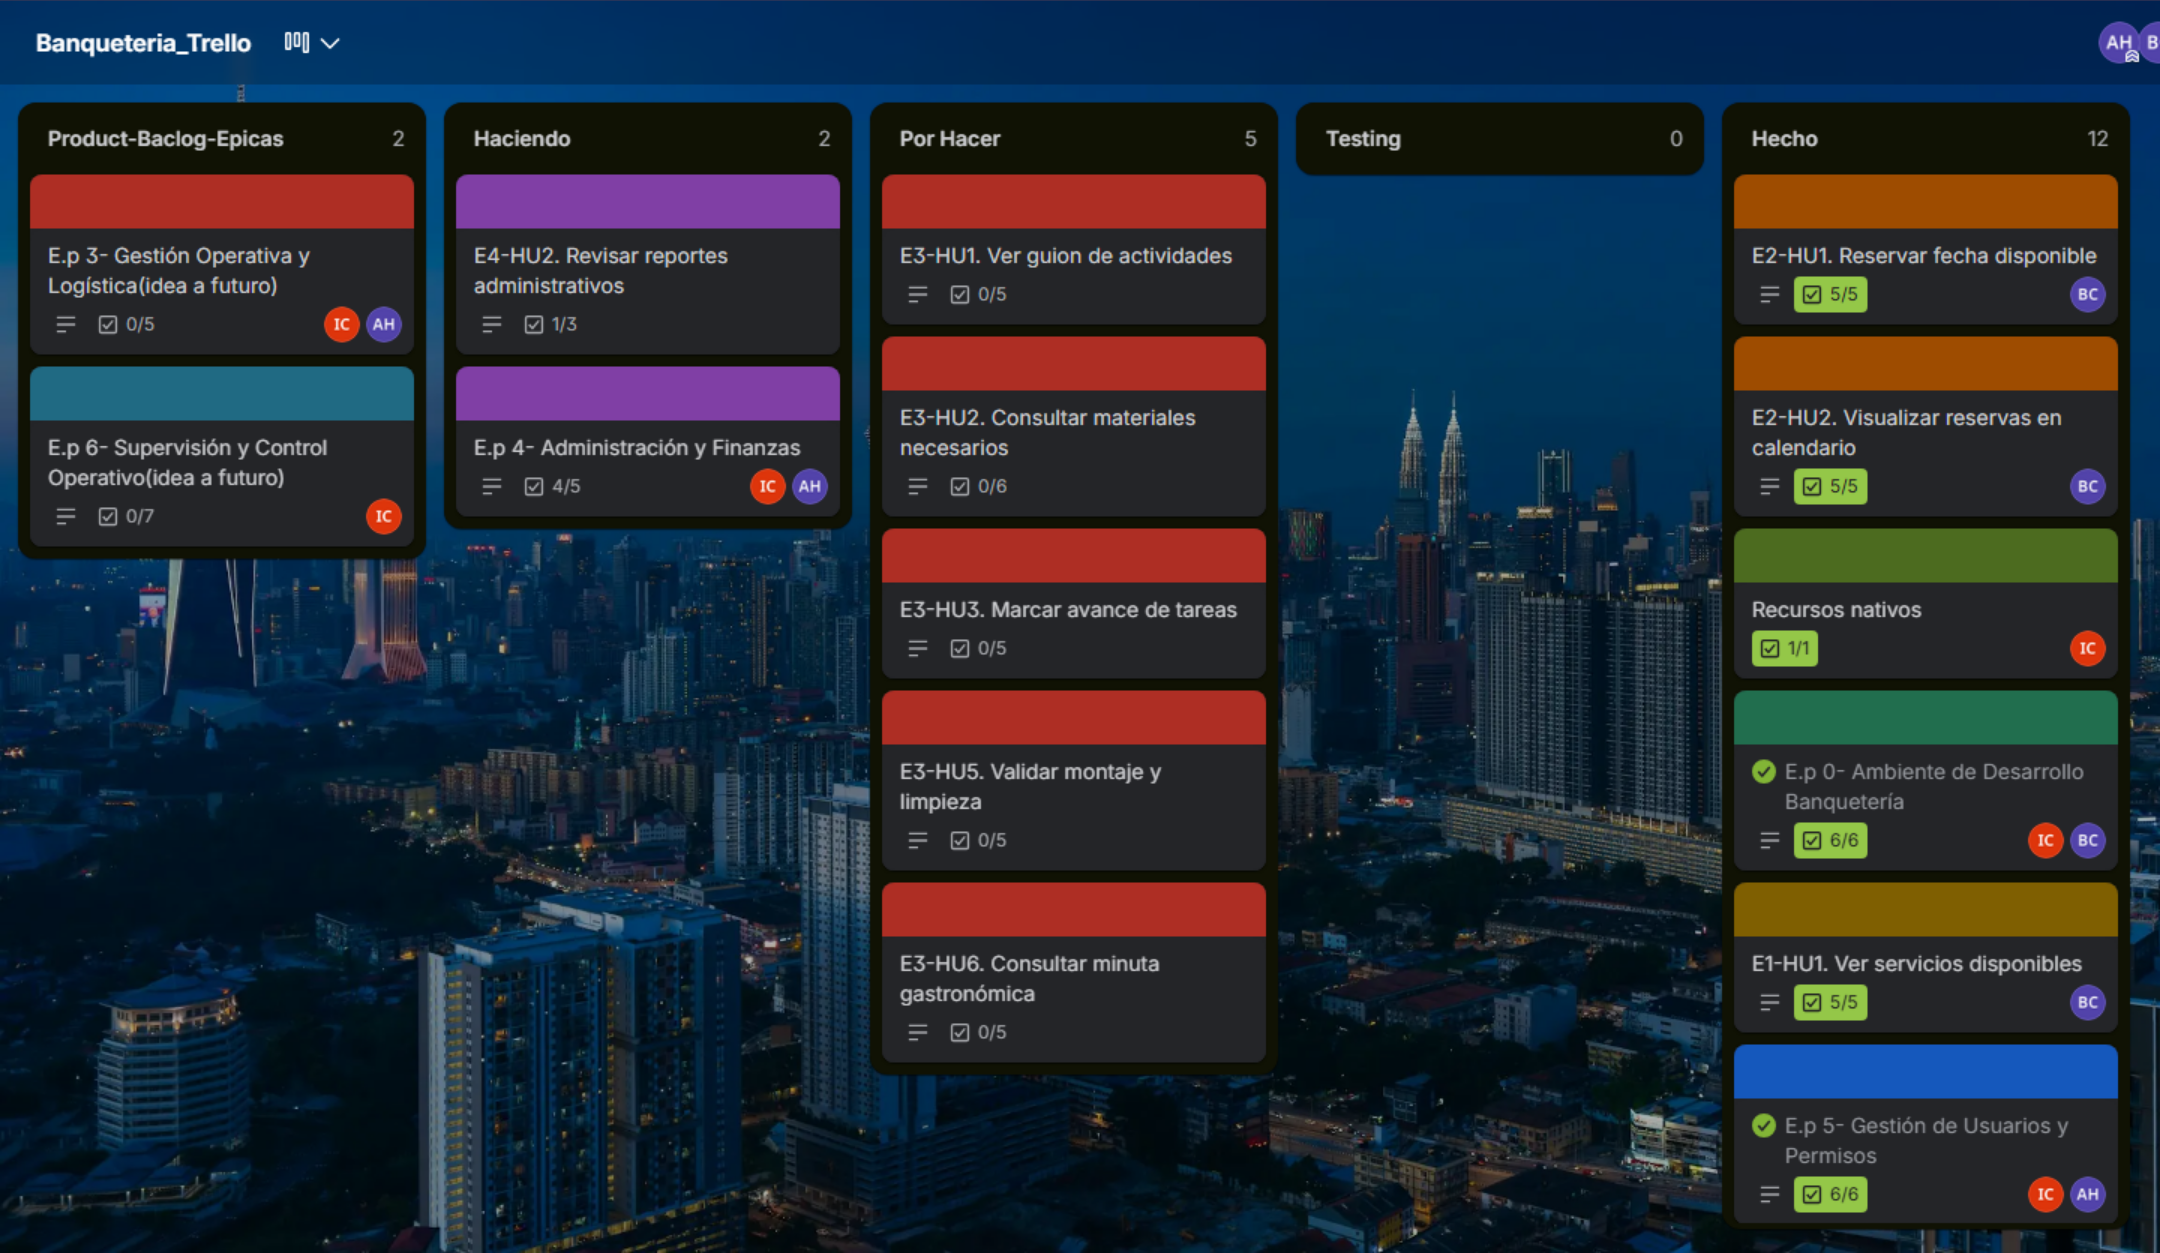 Banqueteria_Trello
AH
B
Product-Baclog-Epicas 2
E.p 3- Gestión Operativa y
Logística(idea a futuro)
0/5 IC AH
E.p 6- Supervisión y Control
Operativo(idea a futuro)
0/7 IC
Haciendo 2
E4-HU2. Revisar reportes
administrativos
1/3
E.p 4- Administración y Finanzas
4/5 IC AH
Por Hacer 5
E3-HU1. Ver guion de actividades
0/5
E3-HU2. Consultar materiales
necesarios
0/6
E3-HU3. Marcar avance de tareas
0/5
E3-HU5. Validar montaje y
limpieza
0/5
E3-HU6. Consultar minuta
gastronómica
0/5
Testing 0
Hecho 12
E2-HU1. Reservar fecha disponible
5/5 BC
E2-HU2. Visualizar reservas en
calendario
5/5 BC
Recursos nativos
1/1 IC
E.p 0- Ambiente de Desarrollo
Banquetería
6/6 IC BC
E1-HU1. Ver servicios disponibles
5/5 BC
E.p 5- Gestión de Usuarios y
Permisos
6/6 IC AH